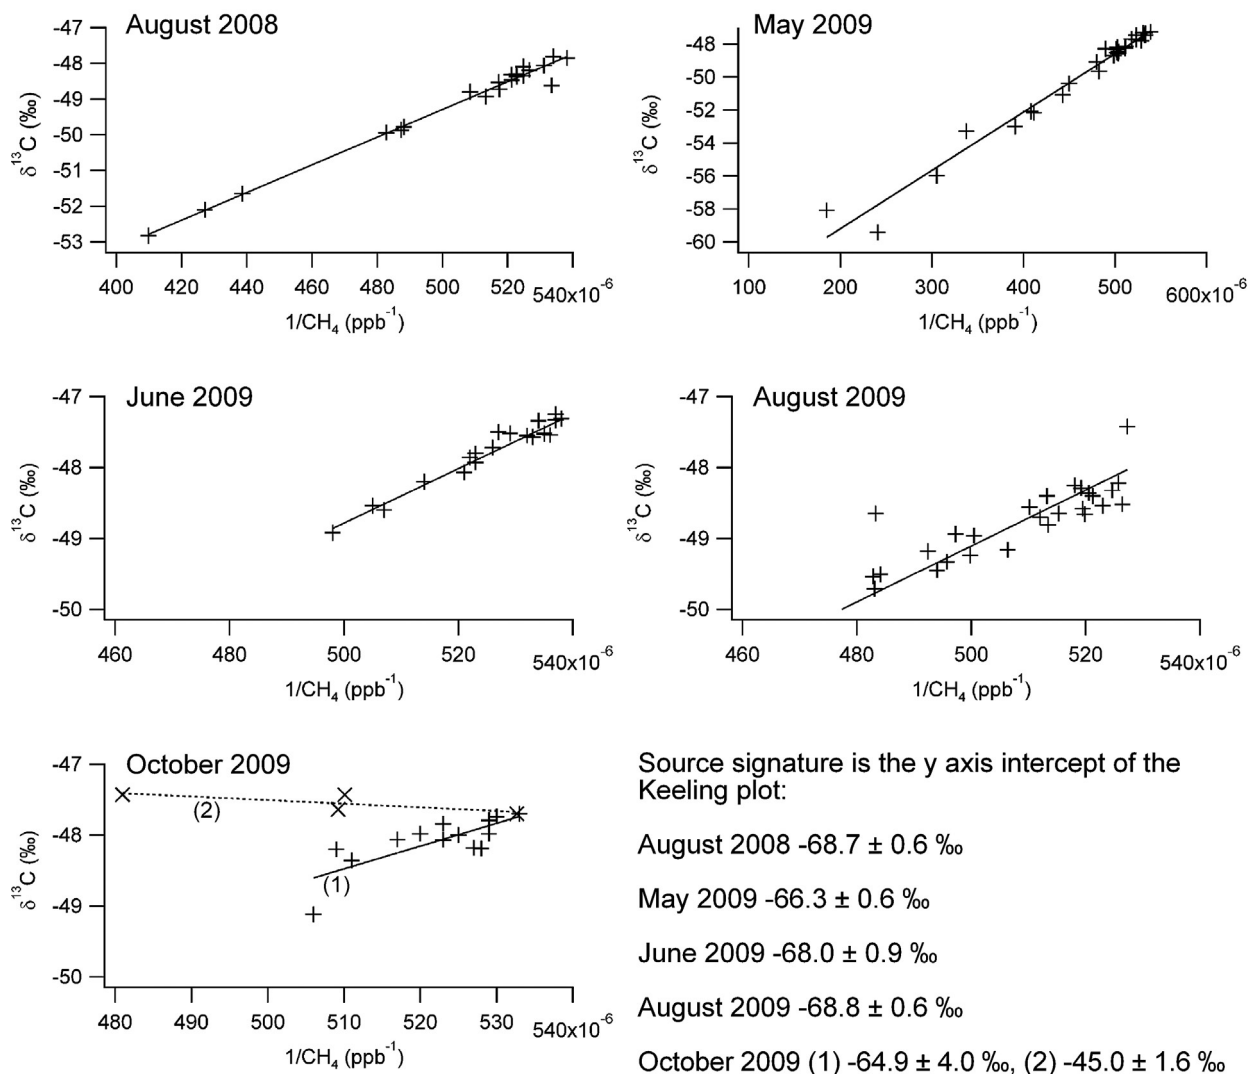 August 2008
-47
-48
-49
-50
-51
-52
-53
δ¹³C (‰)
400 420 440 460 480 500 520 540x10⁻⁶
1/CH₄ (ppb⁻¹)
May 2009
-48
-50
-52
-54
-56
-58
-60
δ¹³C (‰)
100 200 300 400 500 600x10⁻⁶
1/CH₄ (ppb⁻¹)
June 2009
-47
-48
-49
-50
δ¹³C (‰)
460 480 500 520 540x10⁻⁶
1/CH₄ (ppb⁻¹)
August 2009
-47
-48
-49
-50
δ¹³C (‰)
460 480 500 520 540x10⁻⁶
1/CH₄ (ppb⁻¹)
October 2009
-47
-48
-49
-50
δ¹³C (‰)
(2)
(1)
480 490 500 510 520 530 540x10⁻⁶
1/CH₄ (ppb⁻¹)
Source signature is the y axis intercept of the
Keeling plot:
August 2008 -68.7 ± 0.6 ‰
May 2009 -66.3 ± 0.6 ‰
June 2009 -68.0 ± 0.9 ‰
August 2009 -68.8 ± 0.6 ‰
October 2009 (1) -64.9 ± 4.0 ‰, (2) -45.0 ± 1.6 ‰